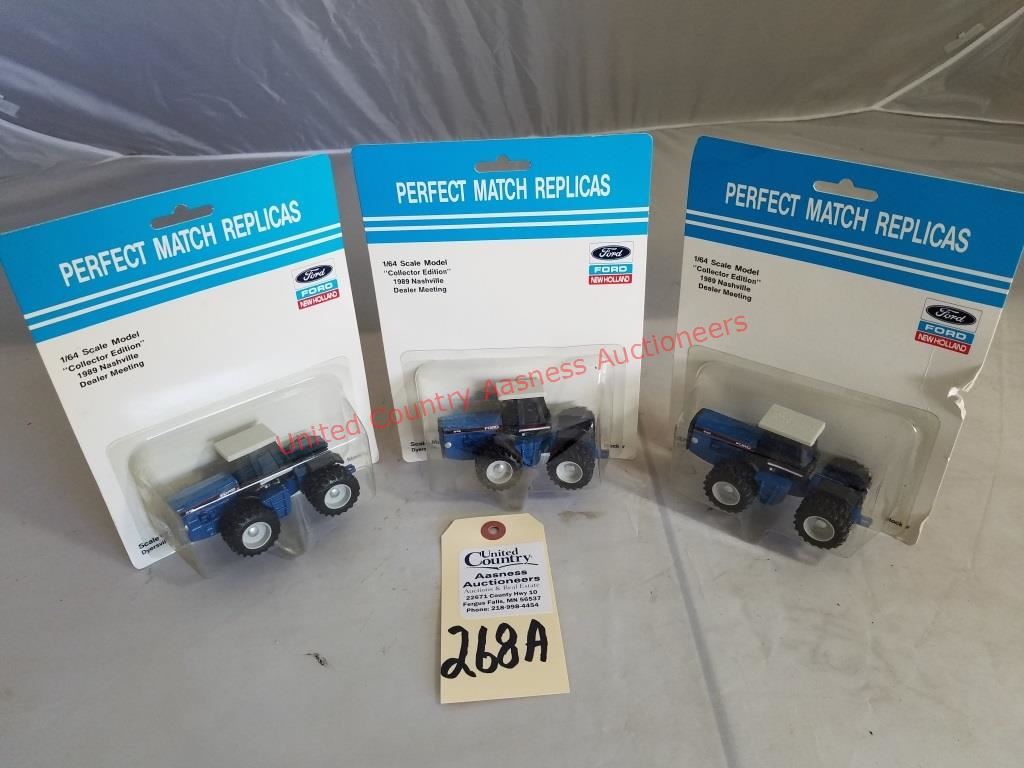 PERFECT MATCH REPLICAS
1/64 Scale Model
"Collector Edition"
1989 Nashville
Dealer Meeting
Ford
FORD
NEW HOLLAND
PERFECT MATCH REPLICAS
1/64 Scale Model
"Collector Edition"
1989 Nashville
Dealer Meeting
Ford
FORD
NEW HOLLAND
PERFECT MATCH REPLICAS
1/64 Scale Model
"Collector Edition"
1989 Nashville
Dealer Meeting
Ford
FORD
NEW HOLLAND
United Country Aasness Auctioneers
United
Country
Aasness
Auctioneers
Auctions & Real Estate
22671 County Hwy 10
Fergus Falls, MN 56537
Phone: 218-998-4454
268A